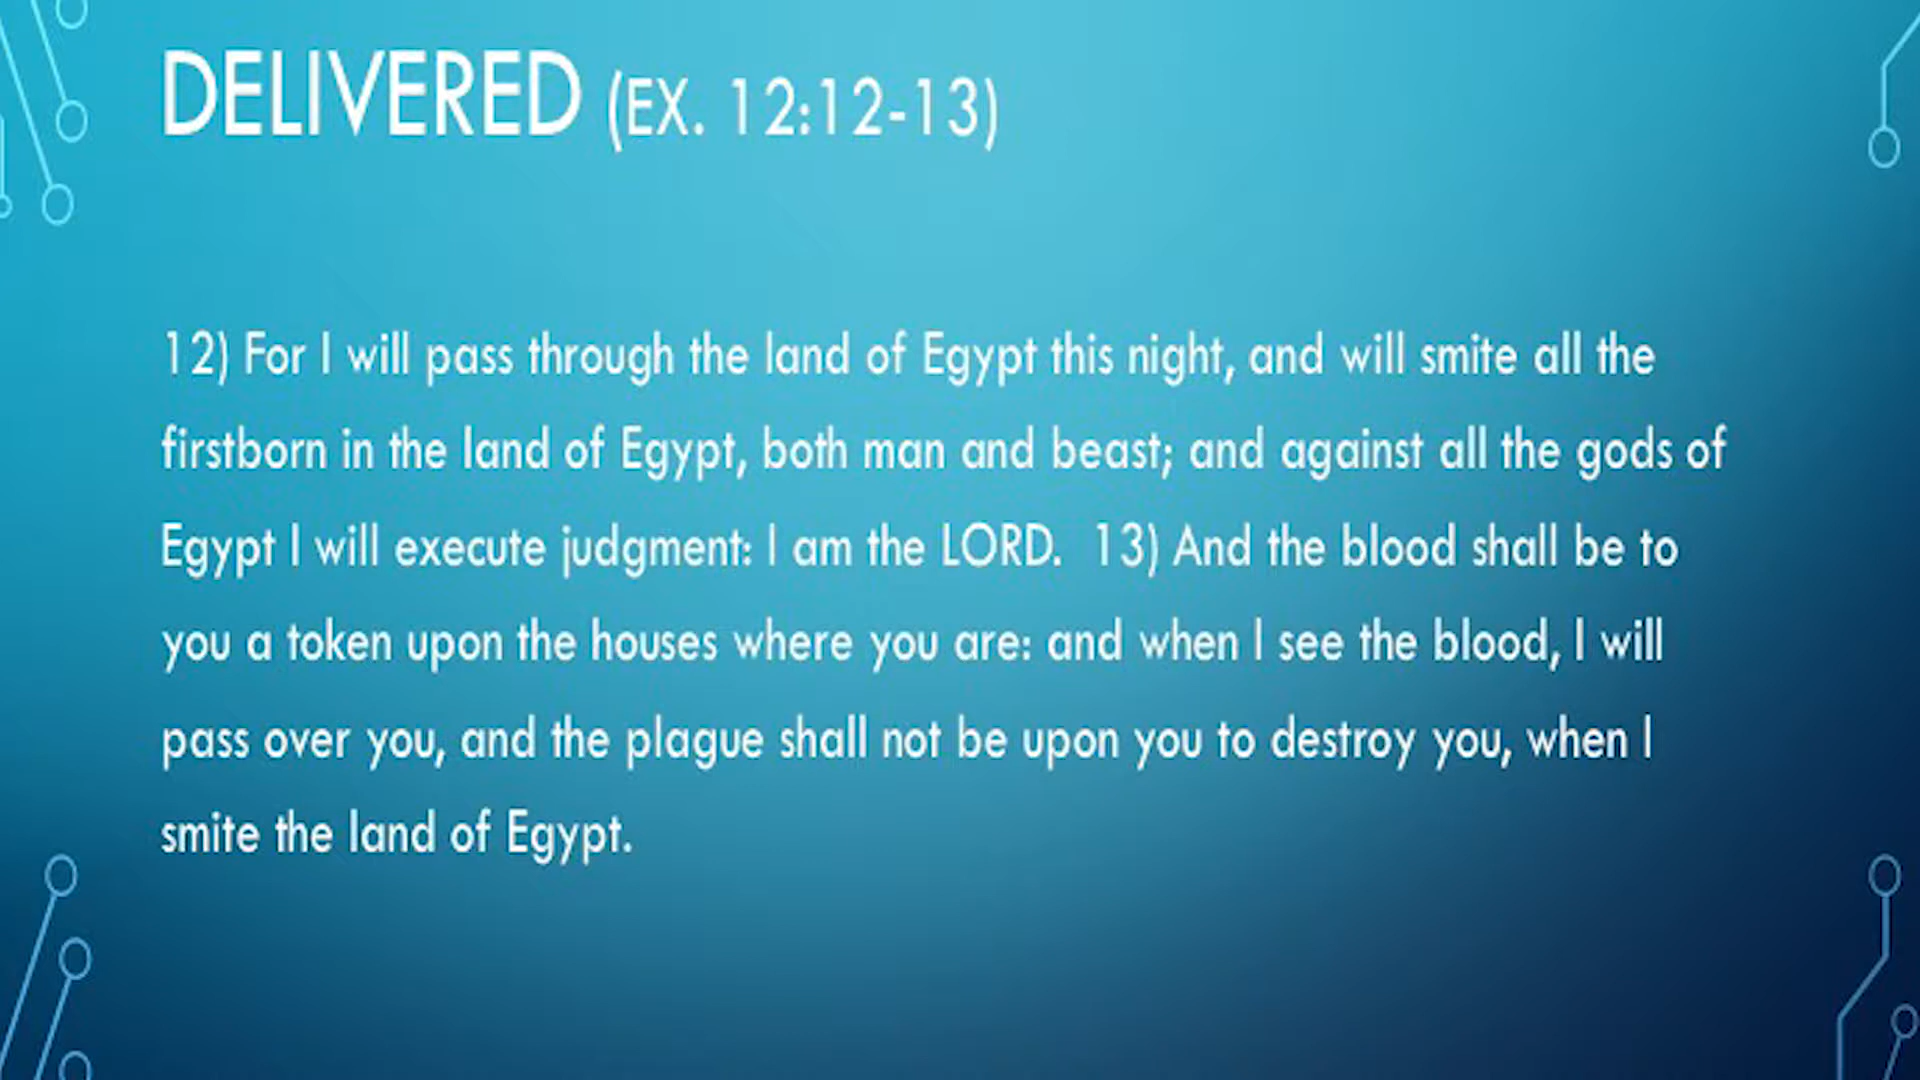 DELIVERED (EX. 12:12-13)
12) For I will pass through the land of Egypt this night, and will smite all the
firstborn in the land of Egypt, both man and beast; and against all the gods of
Egypt I will execute judgment: I am the LORD.  13) And the blood shall be to
you a token upon the houses where you are: and when I see the blood, I will
pass over you, and the plague shall not be upon you to destroy you, when I
smite the land of Egypt.